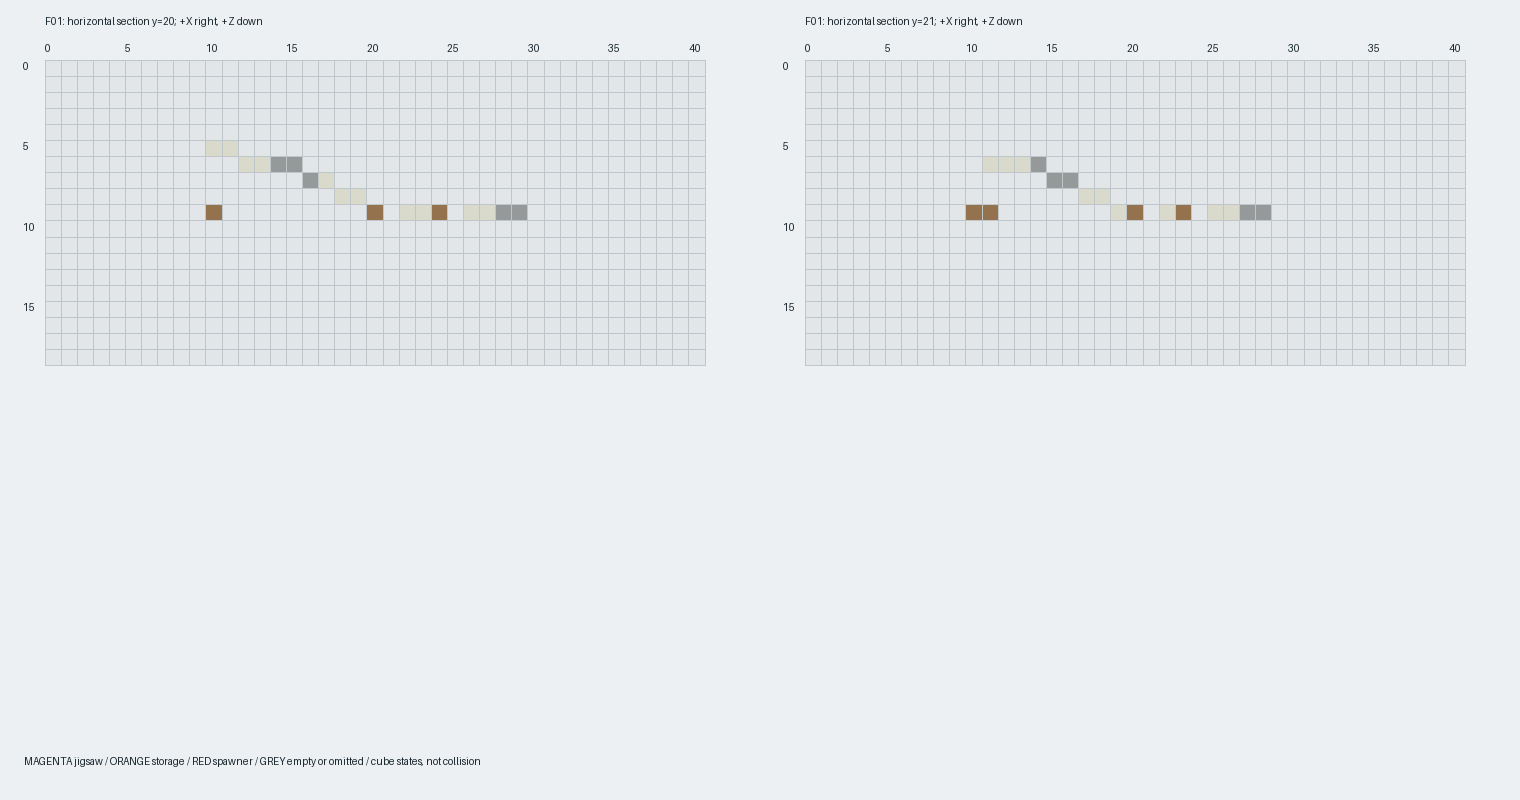 F01: horizontal section y=20; +X right, +Z down
F01: horizontal section y=21; +X right, +Z down
0 5 10 15 20 25 30 35 40
0 5 10 15 20 25 30 35 40
0
5
10
15
0
5
10
15
MAGENTA jigsaw / ORANGE storage / RED spawner / GREY empty or omitted / cube states, not collision